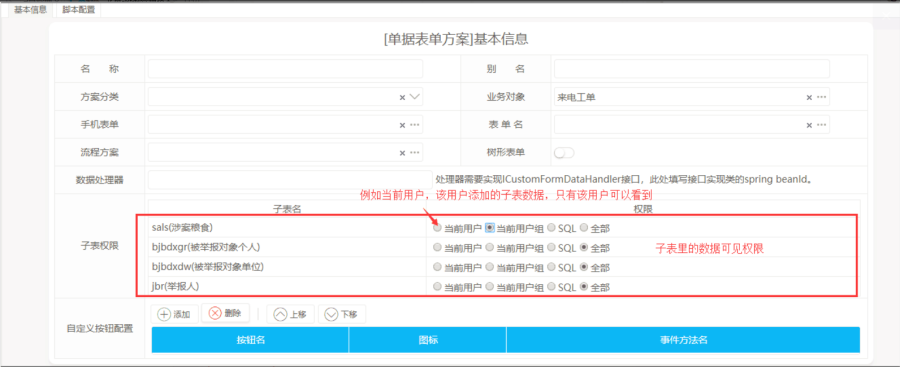 基本信息 脚本配置
[单据表单方案]基本信息
名 称 别 名
方案分类 业务对象 来电工单
手机表单 表 单 名
流程方案 树形表单
数据处理器 处理器需要实现ICustomFormDataHandler接口，此处填写接口实现类的spring beanId。
例如当前用户，该用户添加的子表数据，只有该用户可以看到
子表名 权限
子表权限
sals(涉案粮食) 当前用户 当前用户组 SQL 全部
bjbdxgr(被举报对象个人) 当前用户 当前用户组 SQL 全部
子表里的数据可见权限
bjbdxdw(被举报对象单位) 当前用户 当前用户组 SQL 全部
jbr(举报人) 当前用户 当前用户组 SQL 全部
自定义按钮配置
添加 删除 上移 下移
按钮名 图标 事件方法名